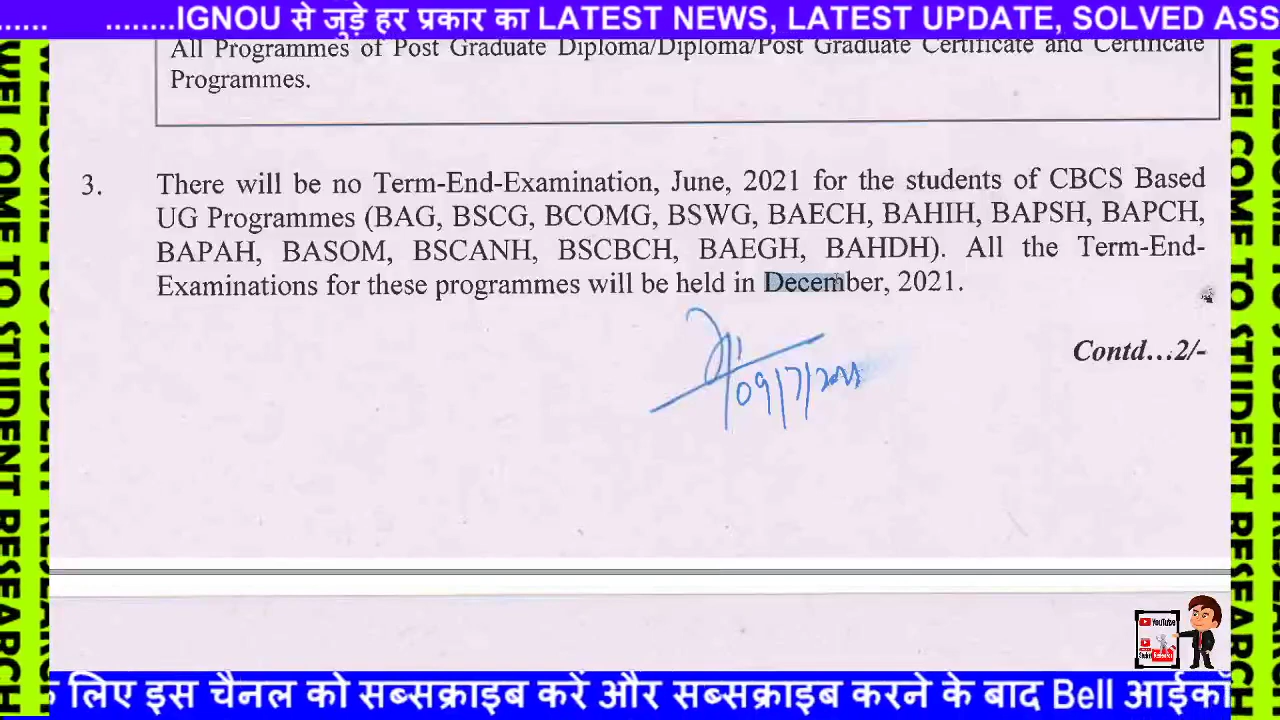 ...... ........IGNOU से जुड़े हर प्रकार का LATEST NEWS, LATEST UPDATE, SOLVED ASS
All Programmes of Post Graduate Diploma/Diploma/Post Graduate Certificate and Certificate
Programmes.
3. There will be no Term-End-Examination, June, 2021 for the students of CBCS Based
UG Programmes (BAG, BSCG, BCOMG, BSWG, BAECH, BAHIH, BAPSH, BAPCH,
BAPAH, BASOM, BSCANH, BSCBCH, BAEGH, BAHDH). All the Term-End-
Examinations for these programmes will be held in December, 2021.
Contd...2/-
09/7/2021
WELCOME TO STUDENT RESEARCH
WELCOME TO STUDENT RESEARCH
YouTube
के लिए इस चैनल को सब्सक्राइब करें और सब्सक्राइब करने के बाद Bell आईकॉ